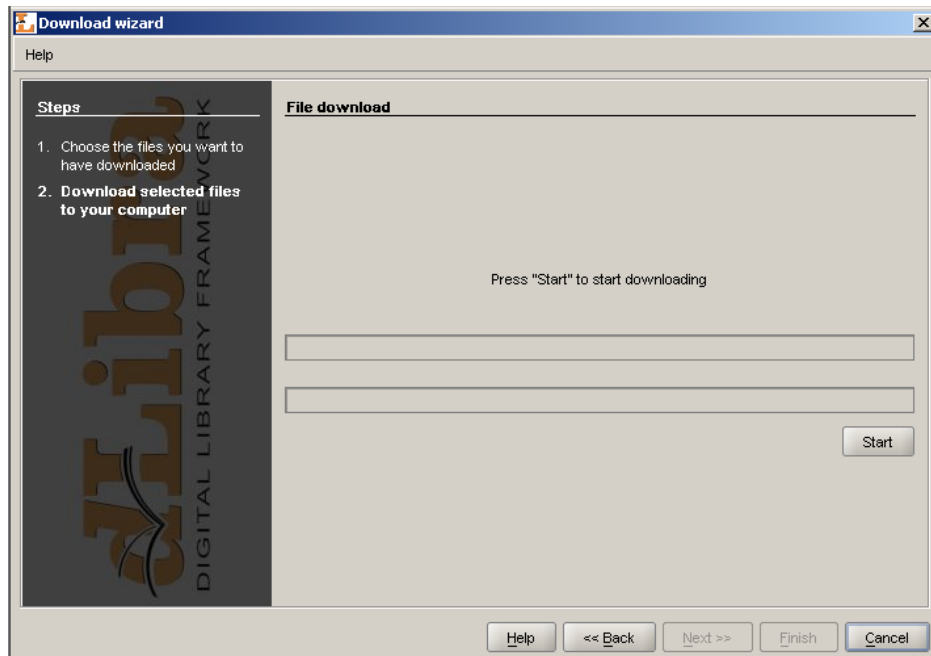 Download wizard
Help
Steps
1. Choose the files you want to
have downloaded
2. Download selected files
to your computer
dLibra
DIGITAL LIBRARY FRAMEWORK
File download
Press "Start" to start downloading
Start
Help
<< Back
Next >>
Finish
Cancel